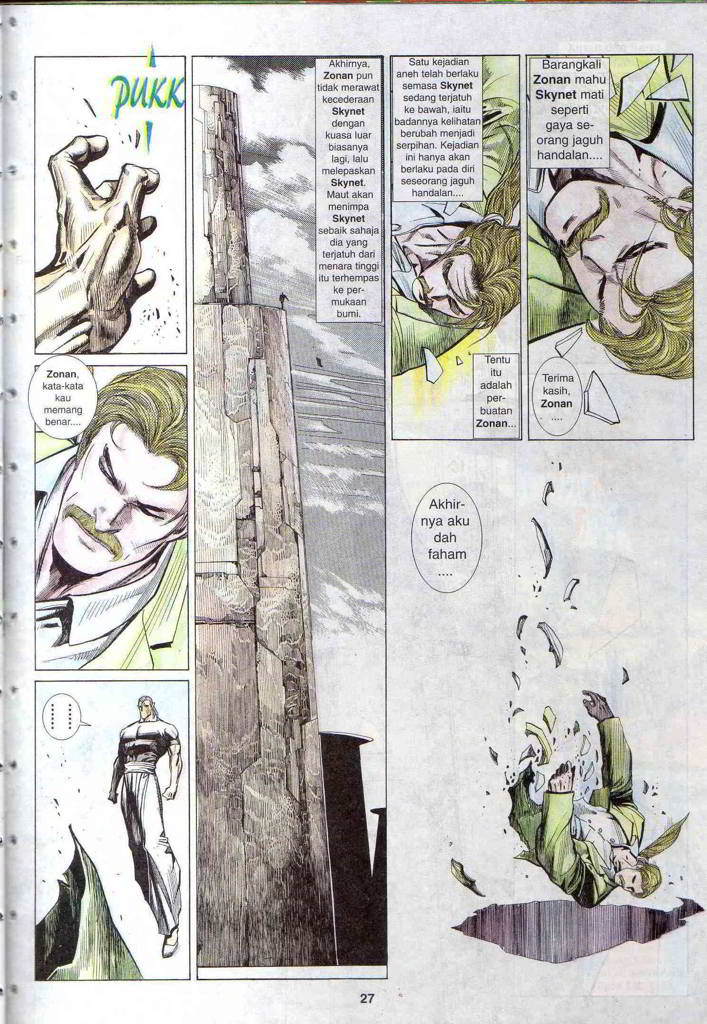 PUKK
Zonan,
kata-kata
kau
memang
benar....
Akhirnya,
Zonan pun
tidak merawat
kecederaan
Skynet
dengan
kuasa luar
biasanya
lagi, lalu
melepaskan
Skynet.
Maut akan
menimpa
Skynet
sebaik sahaja
dia yang
terjatuh dari
menara tinggi
itu terhempas
ke per-
mukaan
bumi.
Satu kejadian
aneh telah berlaku
semasa Skynet
sedang terjatuh
ke bawah, iaitu
badannya kelihatan
berubah menjadi
serpihan. Kejadian
ini hanya akan
berlaku pada diri
seseorang jaguh
handalan....
Tentu
itu
adalah
per-
buatan
Zonan...
Barangkali
Zonan mahu
Skynet mati
seperti
gaya se-
orang jaguh
handalan....
Terima
kasih,
Zonan
....
Akhir-
nya aku
dah
faham
....
27